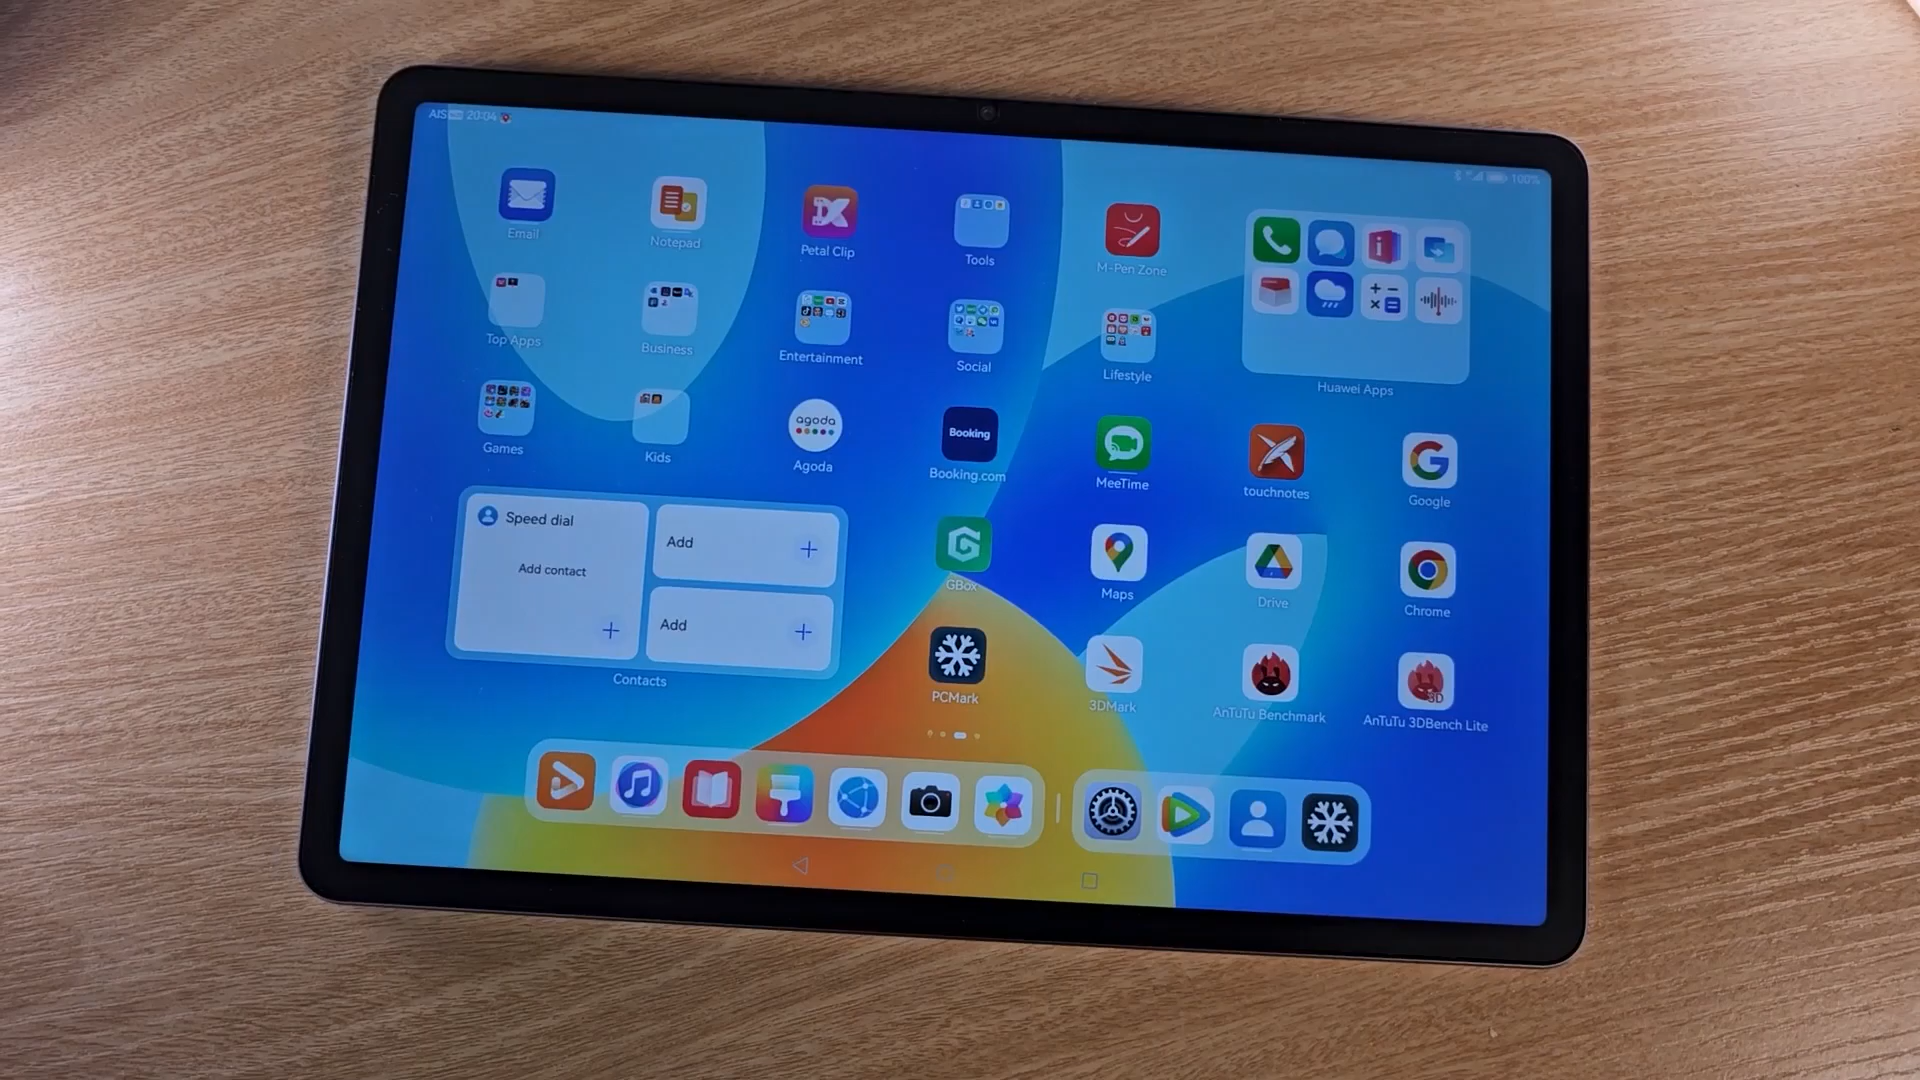 AIS 20:04
100%
Email
Notepad
Petal Clip
Tools
M-Pen Zone
Top Apps
Business
Entertainment
Social
Lifestyle
Huawei Apps
Games
Kids
agoda
Agoda
Booking
Booking.com
MeeTime
touchnotes
Google
Speed dial
Add contact
Add
Add
Contacts
GBox
Maps
Drive
Chrome
PCMark
3DMark
AnTuTu Benchmark
3D
AnTuTu 3DBench Lite